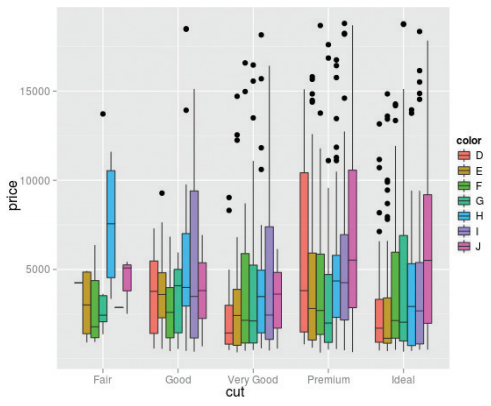 15000
10000
5000
price
Fair
Good
Very Good
Premium
Ideal
cut
color
D
E
F
G
H
I
J